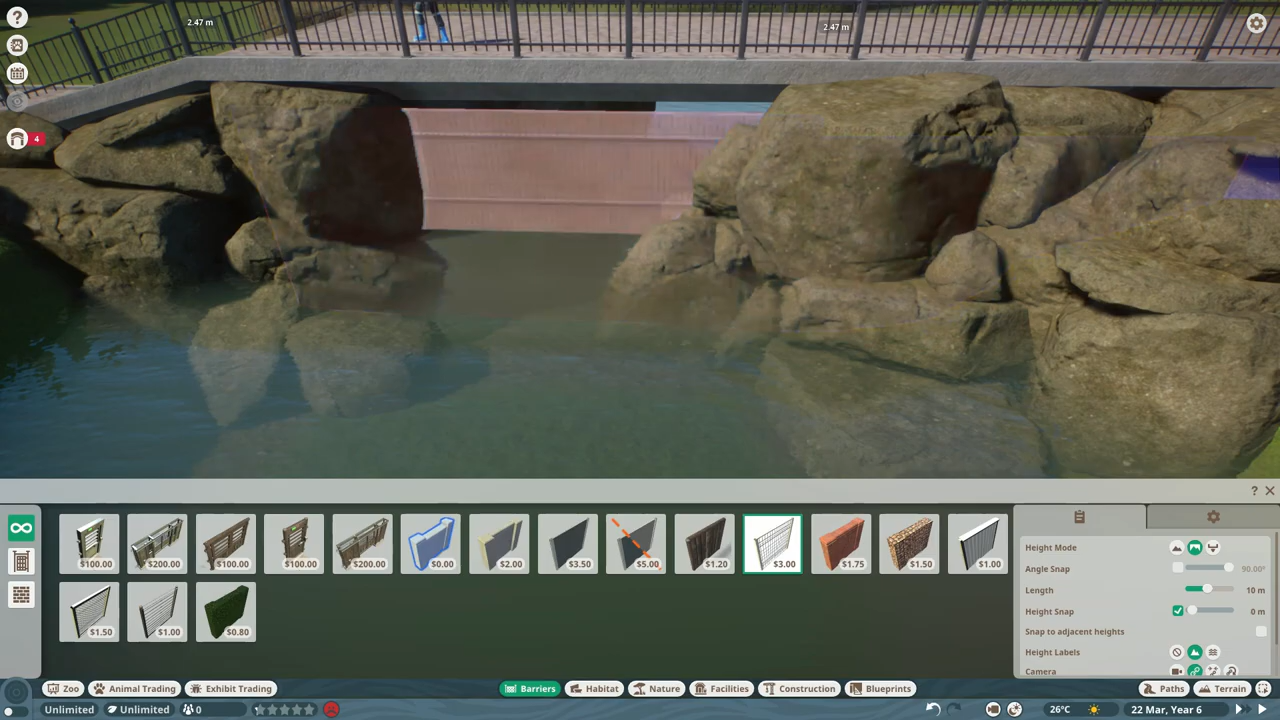 2.47 m
2.47 m
4
$100.00
$200.00
$100.00
$100.00
$200.00
$0.00
$2.00
$3.50
$5.00
$1.20
$3.00
$1.75
$1.50
$1.00
$1.50
$1.00
$0.80
? 
Height Mode
Angle Snap 90.00°
Length 10 m
Height Snap 0 m
Snap to adjacent heights
Height Labels
Camera
Zoo
Animal Trading
Exhibit Trading
Barriers
Habitat
Nature
Facilities
Construction
Blueprints
Paths
Terrain
Unlimited
Unlimited
0
26°C
22 Mar, Year 6